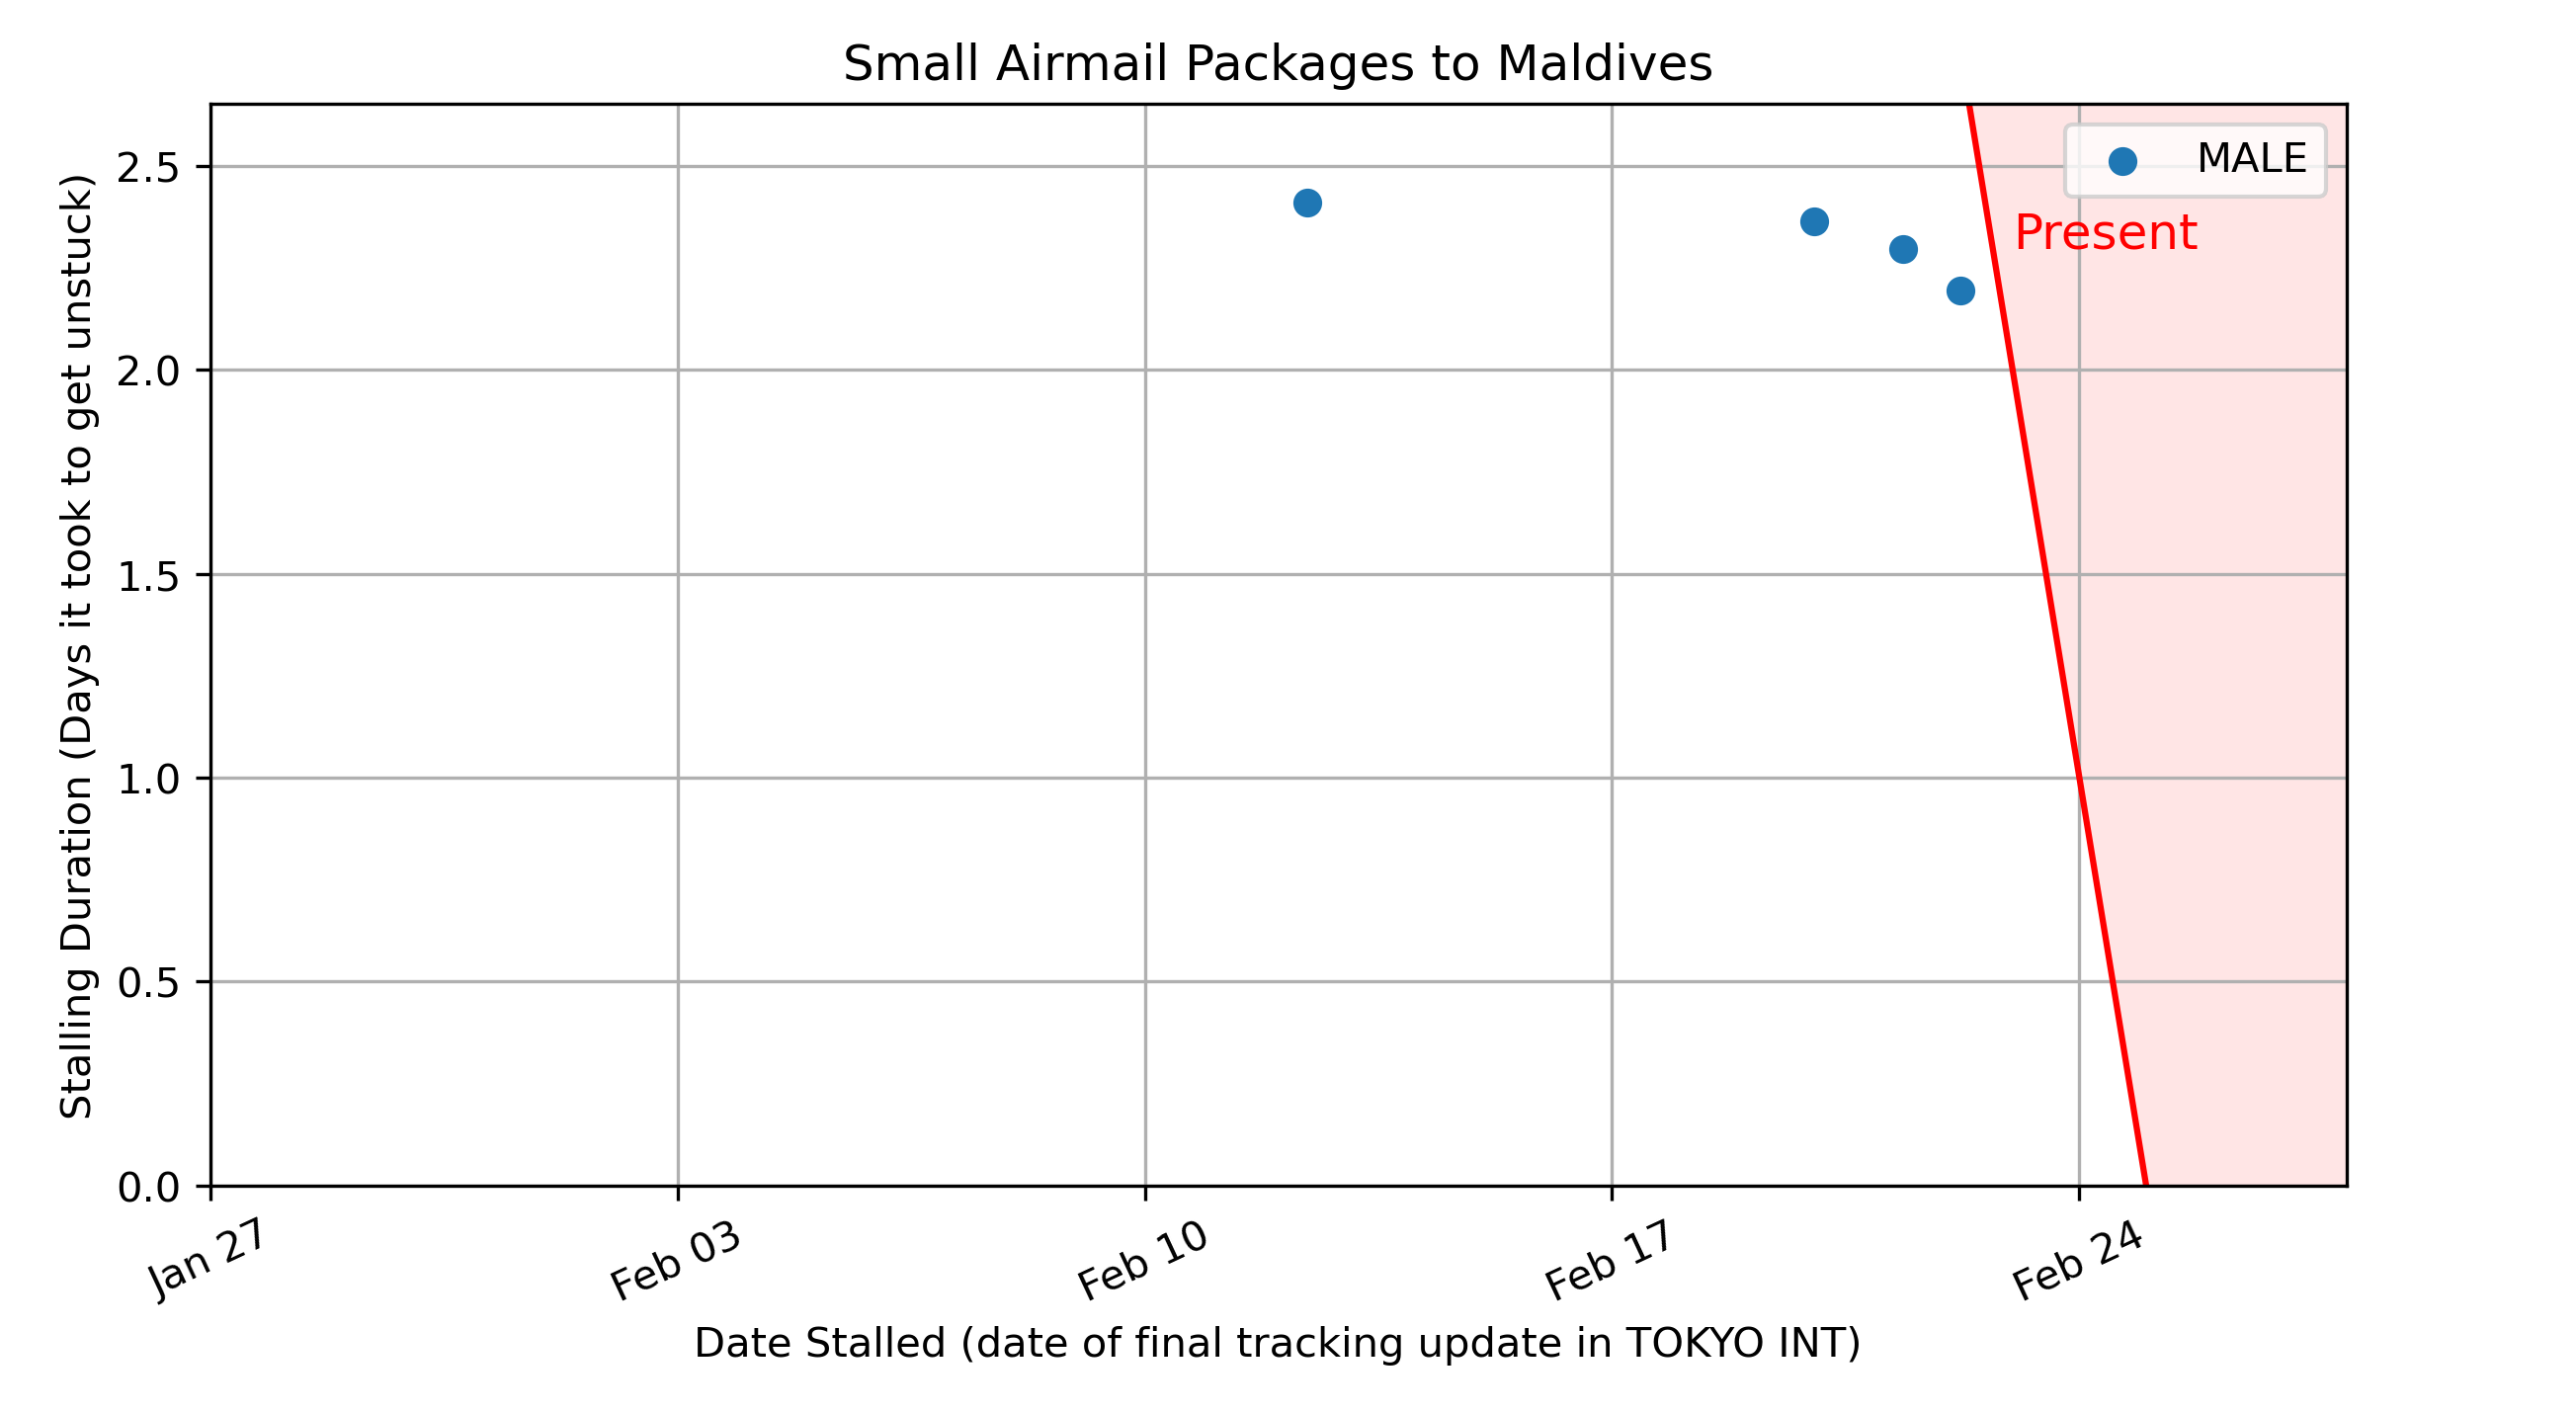 Small Airmail Packages to Maldives
MALE
Present
Stalling Duration (Days it took to get unstuck)
2.5
2.0
1.5
1.0
0.5
0.0
Jan 27
Feb 03
Feb 10
Feb 17
Feb 24
Date Stalled (date of final tracking update in TOKYO INT)